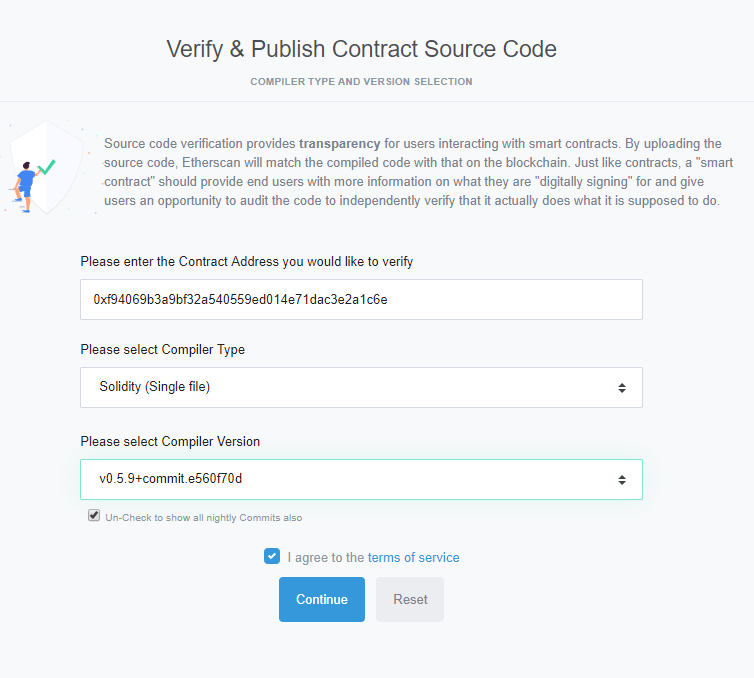 Verify & Publish Contract Source Code
COMPILER TYPE AND VERSION SELECTION
Source code verification provides transparency for users interacting with smart contracts. By uploading the
source code, Etherscan will match the compiled code with that on the blockchain. Just like contracts, a "smart
contract" should provide end users with more information on what they are "digitally signing" for and give
users an opportunity to audit the code to independently verify that it actually does what it is supposed to do.
Please enter the Contract Address you would like to verify
0xf94069b3a9bf32a540559ed014e71dac3e2a1c6e
Please select Compiler Type
Solidity (Single file)
Please select Compiler Version
v0.5.9+commit.e560f70d
Un-Check to show all nightly Commits also
I agree to the terms of service
Continue
Reset